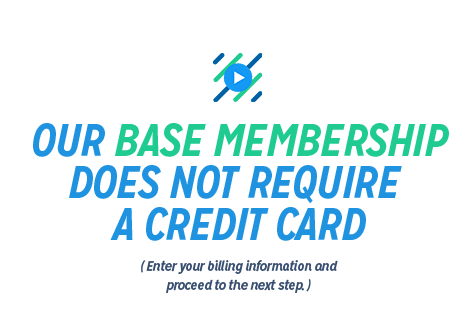 OUR BASE MEMBERSHIP
DOES NOT REQUIRE
A CREDIT CARD
( Enter your billing information and
proceed to the next step. )